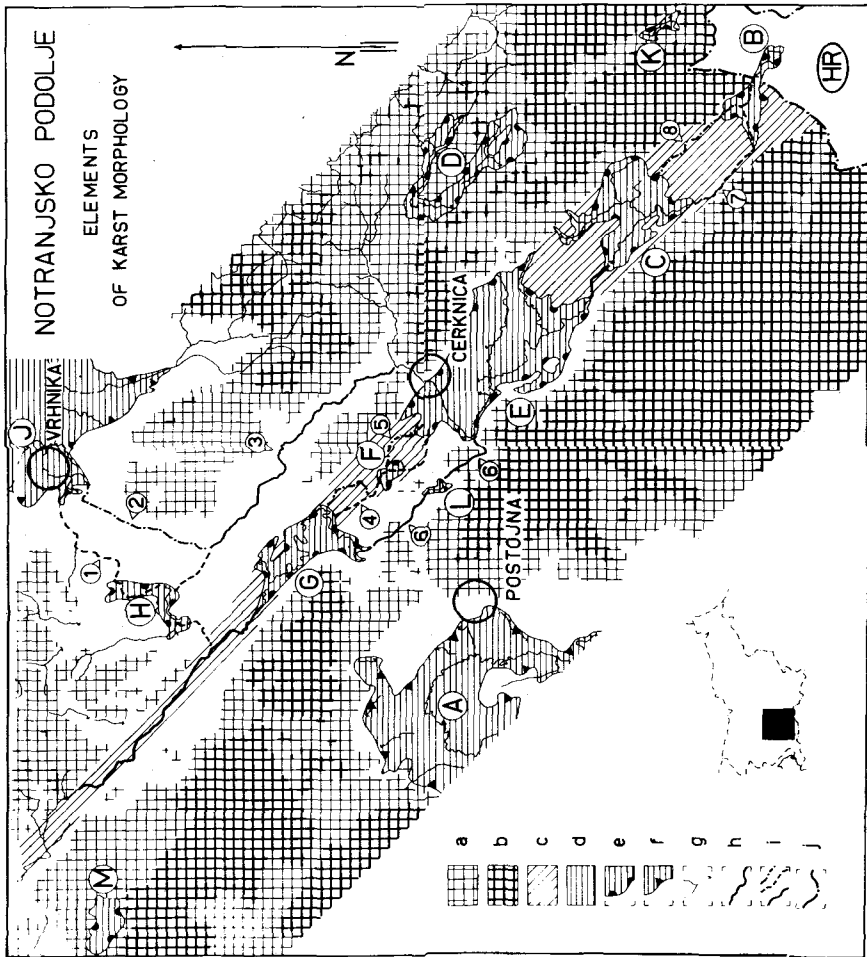 NOTRANJSKO PODOLJE
ELEMENTS
OF KARST MORPHOLOGY
N
J
VRHNIKA
1
2
3
H
M
G
F
5
4
CERKNICA
D
K
B
HR
8
7
C
E
6
6
L
POSTOJNA
A
a
b
c
d
e
f
g
h
i
j